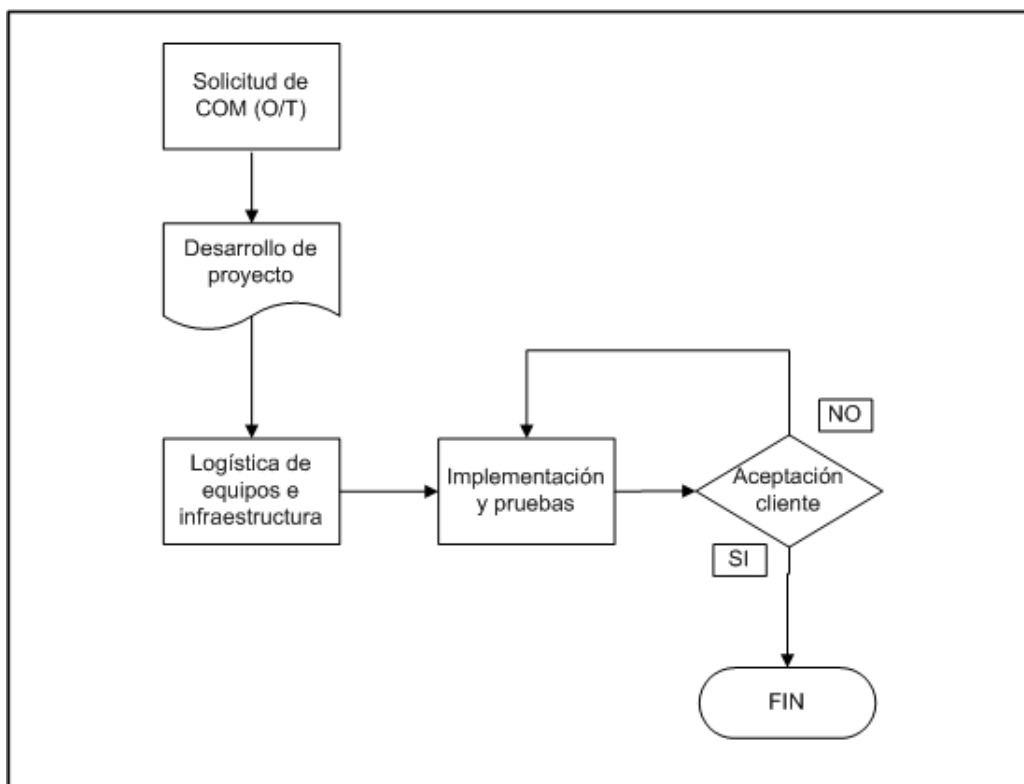 Solicitud de
COM (O/T)
Desarrollo de
proyecto
Logística de
equipos e
infraestructura
Implementación
y pruebas
Aceptación
cliente
NO
SI
FIN